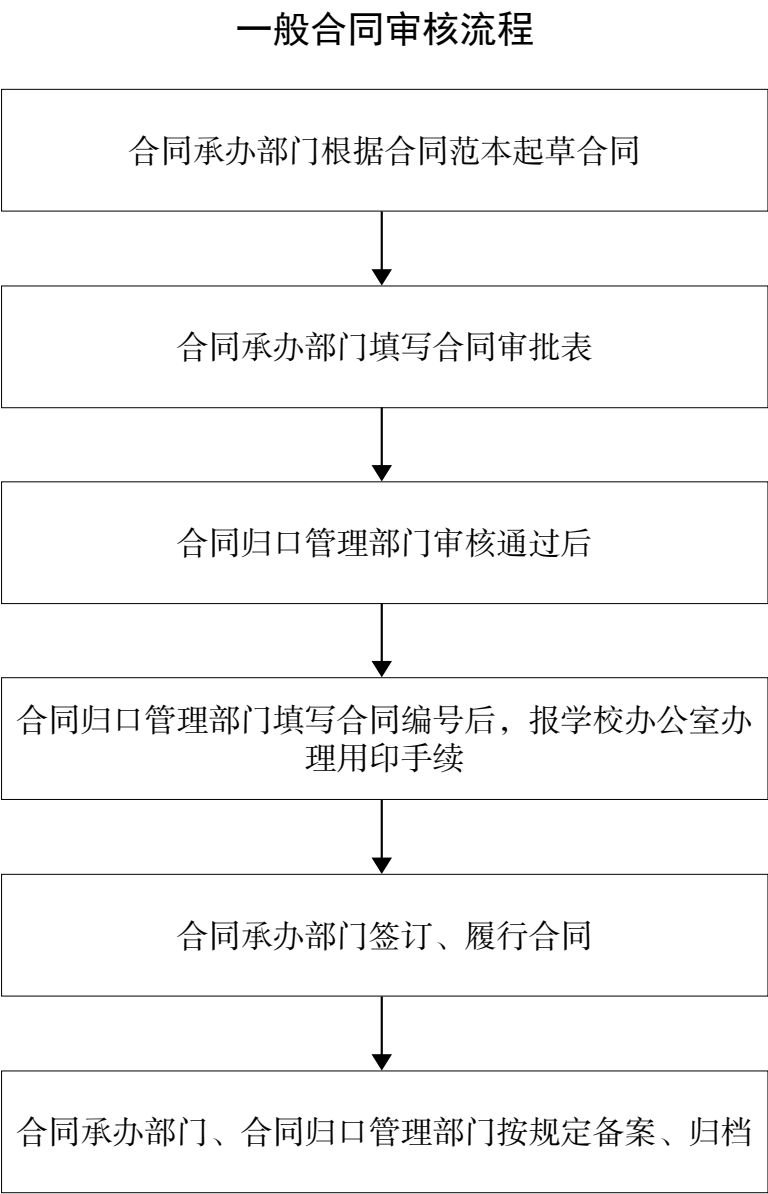 一般合同审核流程
合同承办部门根据合同范本起草合同
合同承办部门填写合同审批表
合同归口管理部门审核通过后
合同归口管理部门填写合同编号后，报学校办公室办
理用印手续
合同承办部门签订、履行合同
合同承办部门、合同归口管理部门按规定备案、归档